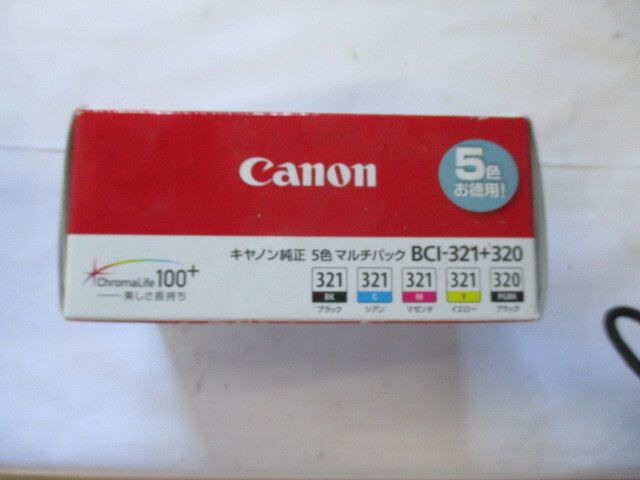 Canon
5色
お徳用!
キヤノン純正 5色 マルチパック BCI-321+320
ChromaLife100+
美しさ長持ち
321 321 321 321 320
BK C M Y PGBK
ブラック シアン マゼンタ イエロー ブラック